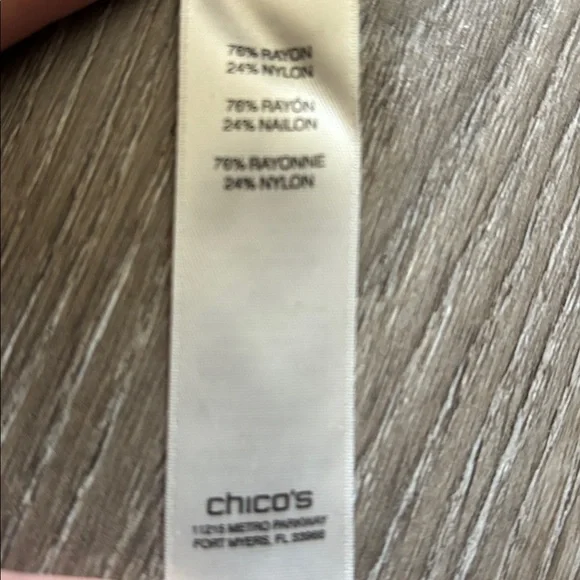 76% RAYON
24% NYLON
76% RAYÓN
24% NAILON
76% RAYONNE
24% NYLON
chico's
11215 METRO PARKWAY
FORT MYERS, FL 33966